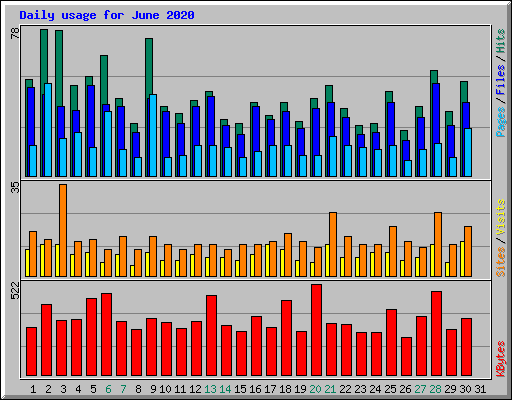 Daily usage for June 2020
78
Pages / Files / Hits
35
Sites / Visits
522
KBytes
1 2 3 4 5 6 7 8 9 10 11 12 13 14 15 16 17 18 19 20 21 22 23 24 25 26 27 28 29 30 31